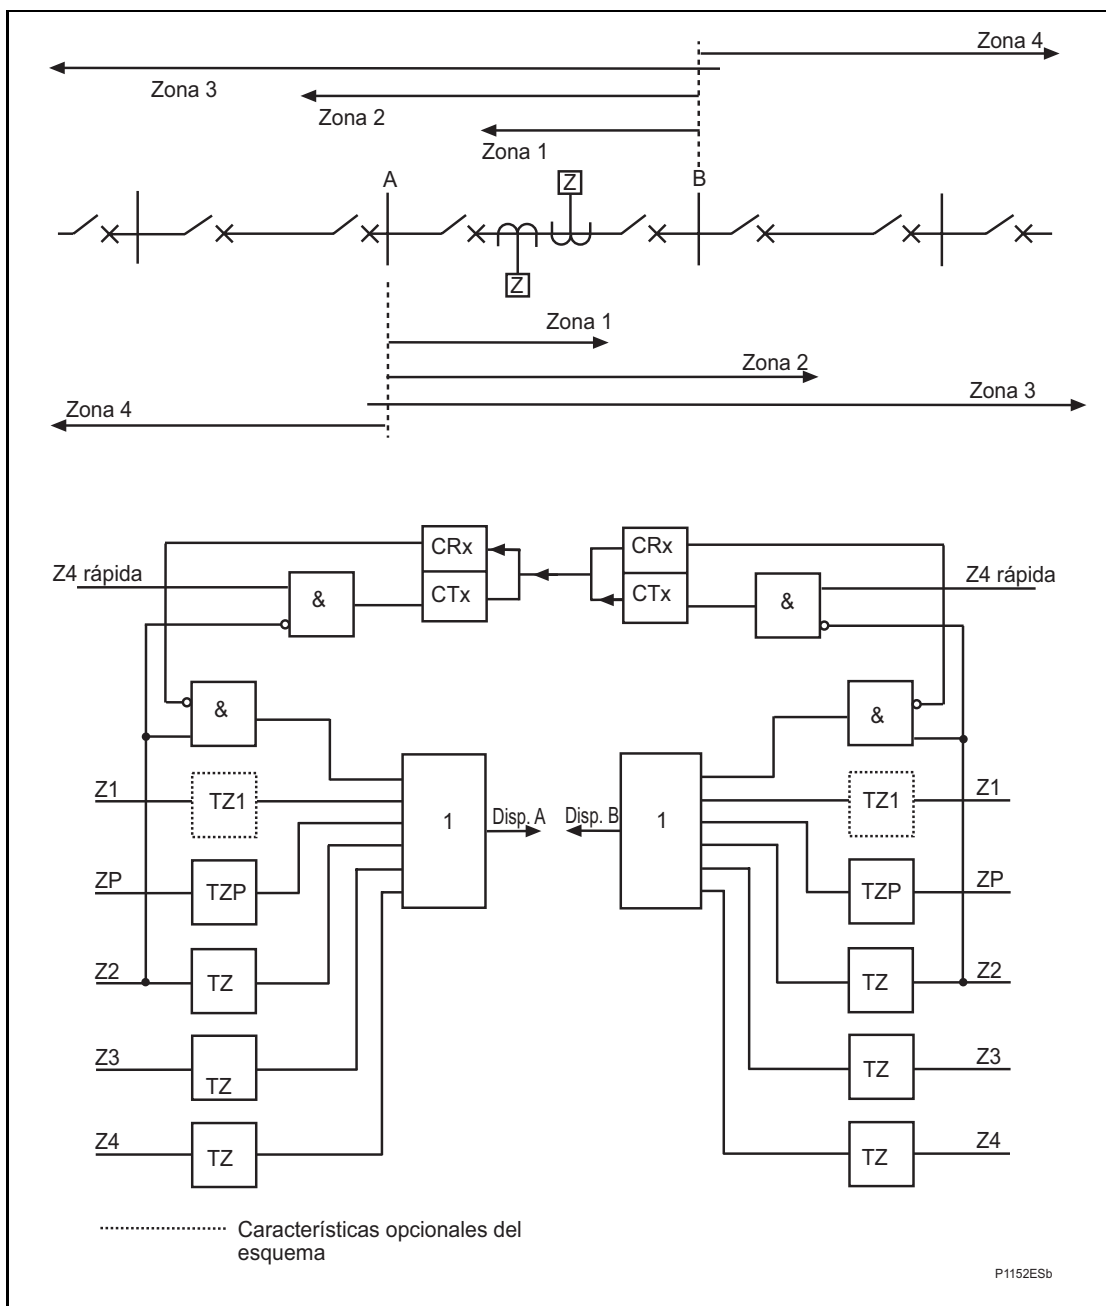 Zona 4
Zona 3
Zona 2
Zona 1
A
B
Z
Z
Zona 1
Zona 2
Zona 3
Zona 4
CRx
CRx
Z4 rápida
&
CTx
CTx
&
Z4 rápida
&
&
Z1
TZ1
1
Disp. A
Disp. B
1
TZ1
Z1
ZP
TZP
TZP
ZP
Z2
TZ
TZ
Z2
Z3
TZ
TZ
Z3
Z4
TZ
TZ
Z4
Características opcionales del
esquema
P1152ESb